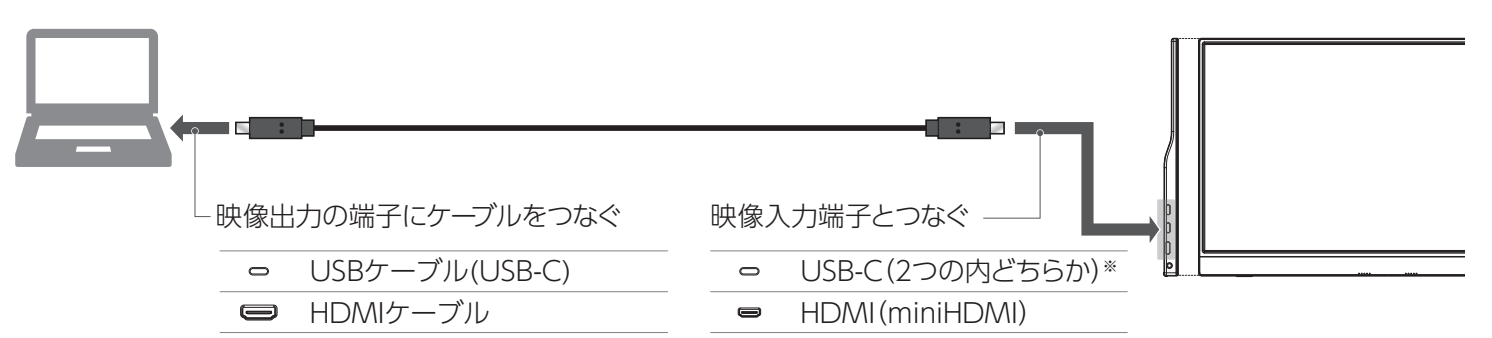 映像出力の端子にケーブルをつなぐ
USBケーブル(USB-C)
HDMIケーブル
映像入力端子とつなぐ
USB-C(2つの内どちらか)※
HDMI(miniHDMI)